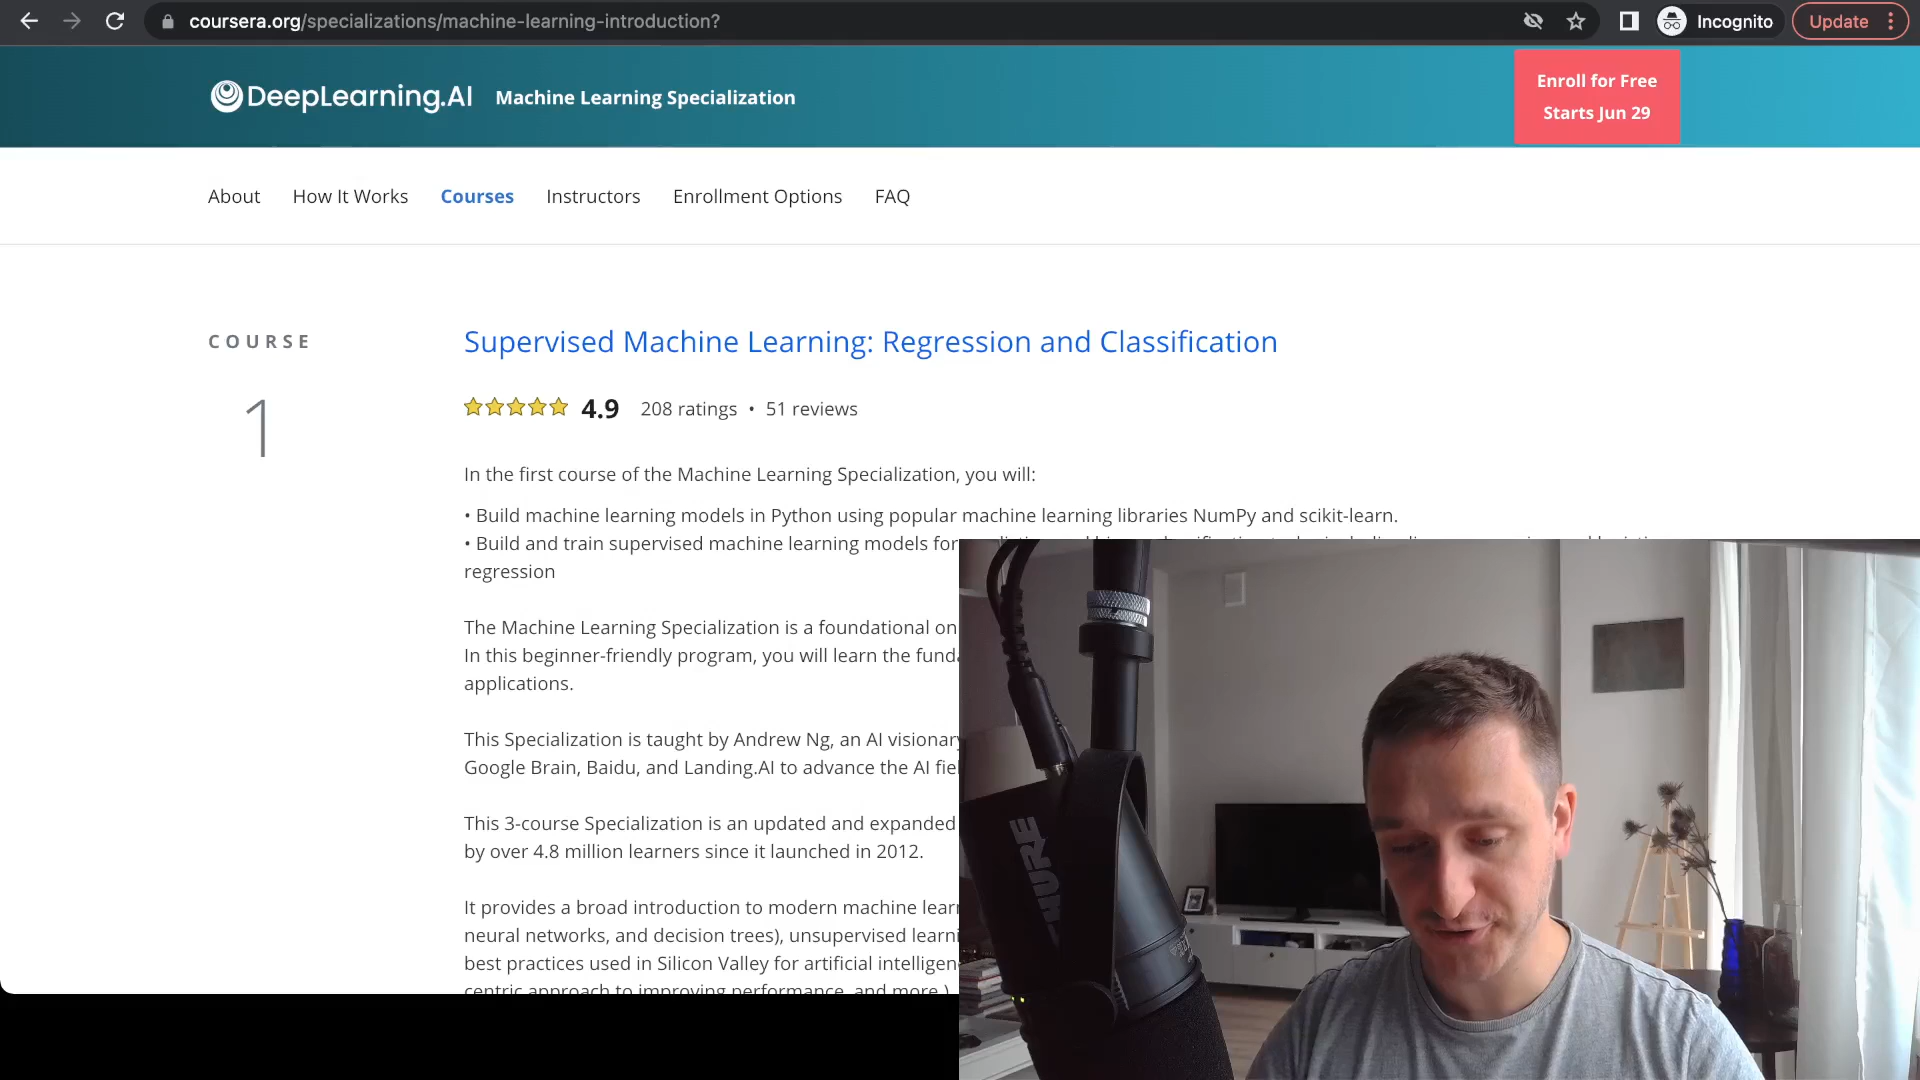 coursera.org/specializations/machine-learning-introduction?
Incognito
Update
DeepLearning.AI
Machine Learning Specialization
Enroll for Free
Starts Jun 29
About
How It Works
Courses
Instructors
Enrollment Options
FAQ
COURSE
1
Supervised Machine Learning: Regression and Classification
4.9
208 ratings • 51 reviews
In the first course of the Machine Learning Specialization, you will:
• Build machine learning models in Python using popular machine learning libraries NumPy and scikit-learn.
• Build and train supervised machine learning models for
regression
The Machine Learning Specialization is a foundational on
In this beginner-friendly program, you will learn the
applications.
This Specialization is taught by Andrew Ng, an AI visionary
Google Brain, Baidu, and Landing.AI to advance the AI
This 3-course Specialization is an updated and expanded
by over 4.8 million learners since it launched in 2012.
It provides a broad introduction to modern machine
neural networks, and decision trees), unsupervised
best practices used in Silicon Valley for artificial
centric approach to improving performance, and more.)
SHURE